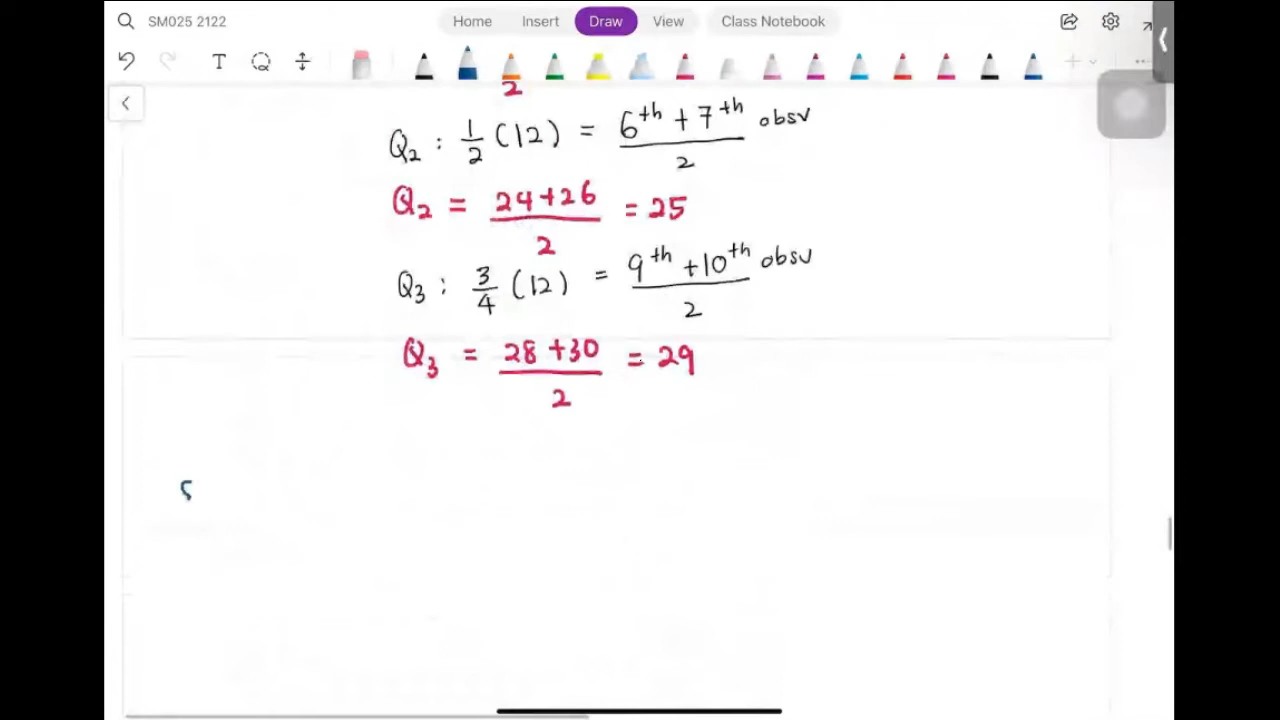 SM025 2122
Home Insert Draw View Class Notebook
T
2
Q₂ : 1/2 (12) = (6th + 7th)/2 obsv
Q₂ = (24+26)/2 = 25
Q₃ : 3/4 (12) = (9th +10th)/2 obsv
Q₃ = (28+30)/2 = 29